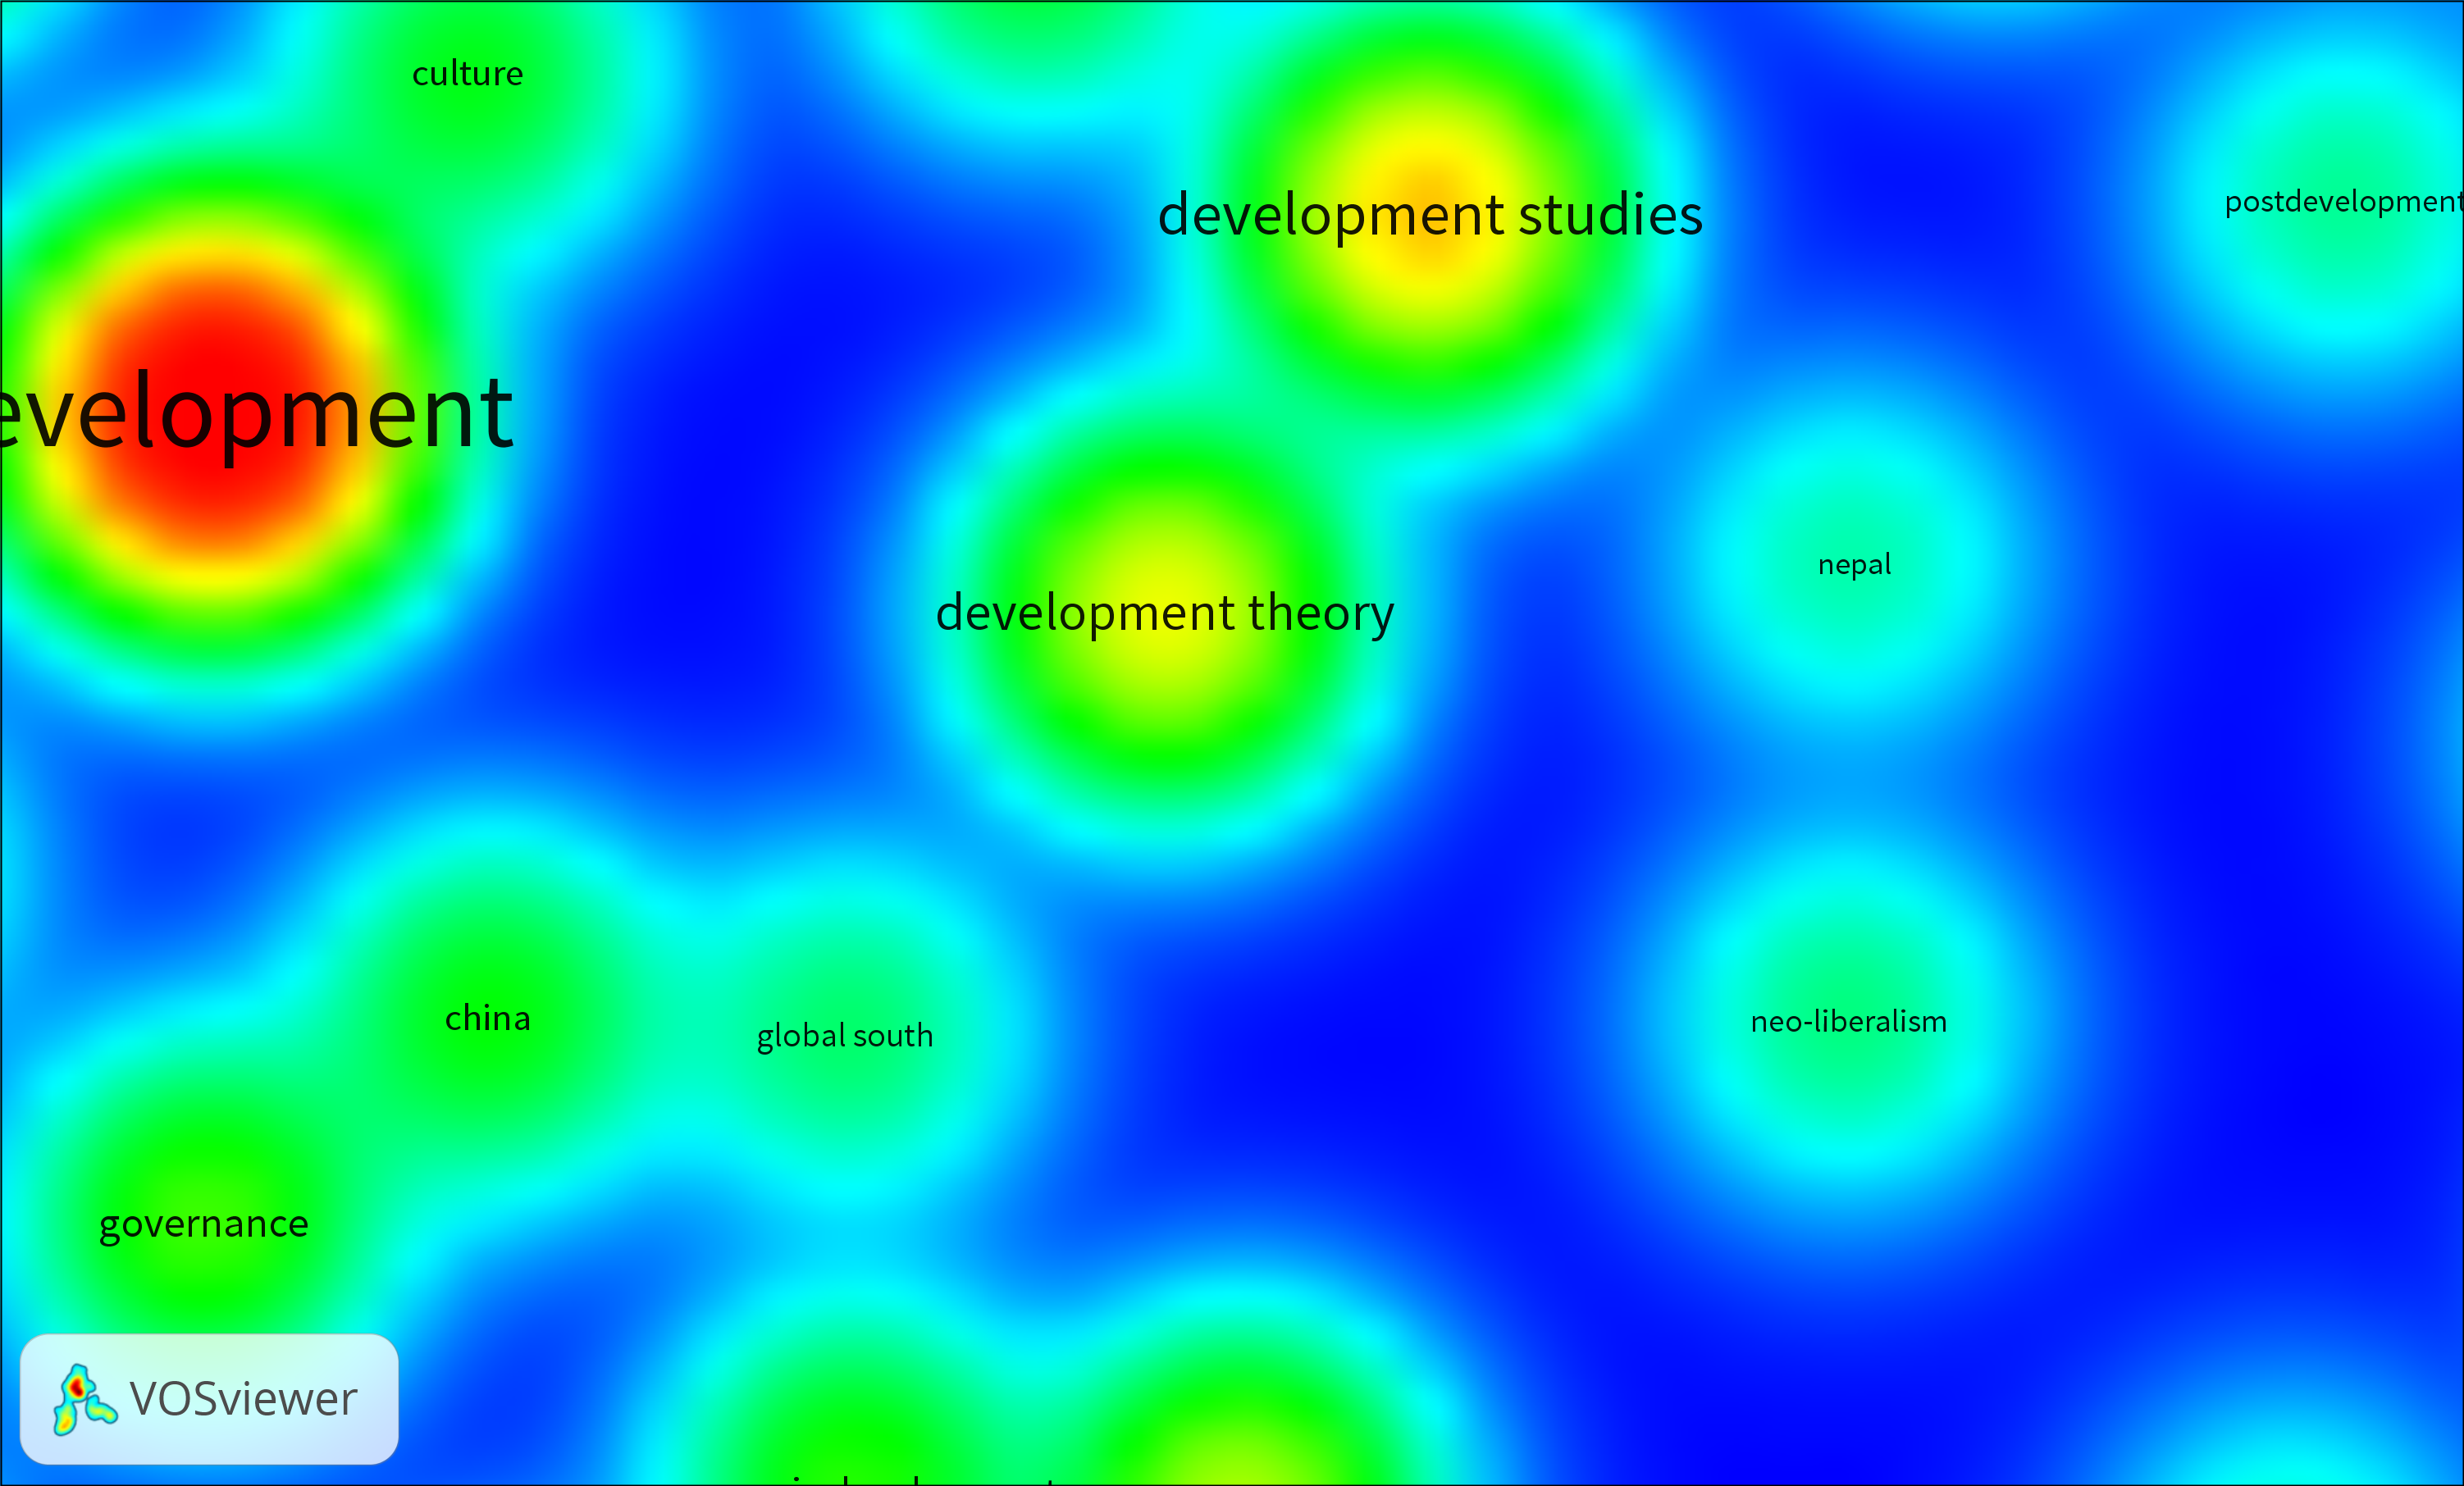 culture
development studies
postdevelopment
evelopment
nepal
development theory
china
global south
neo-liberalism
governance
VOSviewer